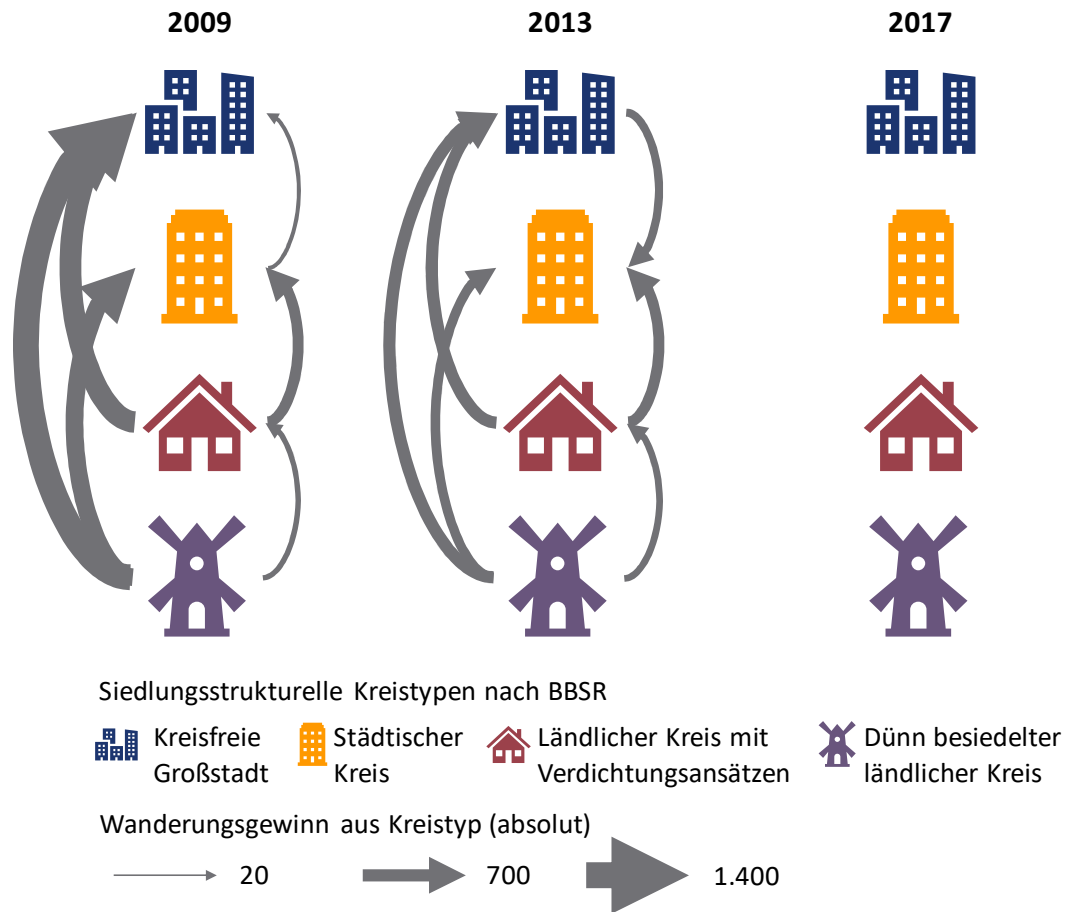 2009 2013 2017
Siedlungsstrukturelle Kreistypen nach BBSR
Kreisfreie
Großstadt
Städtischer
Kreis
Ländlicher Kreis mit
Verdichtungsansätzen
Dünn besiedelter
ländlicher Kreis
Wanderungsgewinn aus Kreistyp (absolut)
20 700 1.400